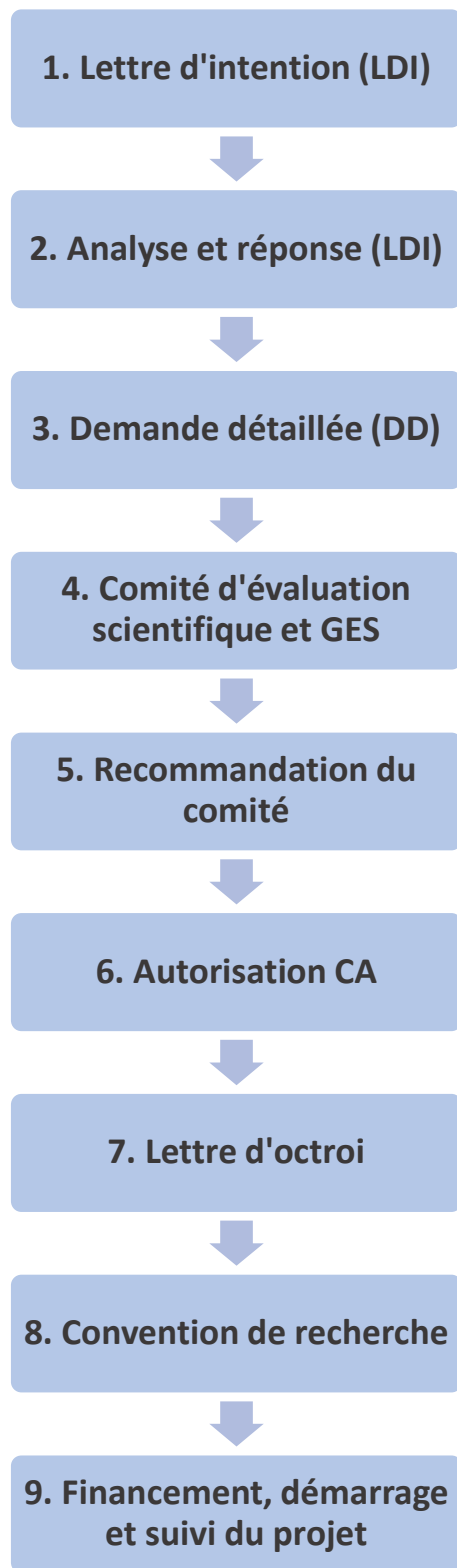 1. Lettre d'intention (LDI)
2. Analyse et réponse (LDI)
3. Demande détaillée (DD)
4. Comité d'évaluation
scientifique et GES
5. Recommandation du
comité
6. Autorisation CA
7. Lettre d'octroi
8. Convention de recherche
9. Financement, démarrage
et suivi du projet